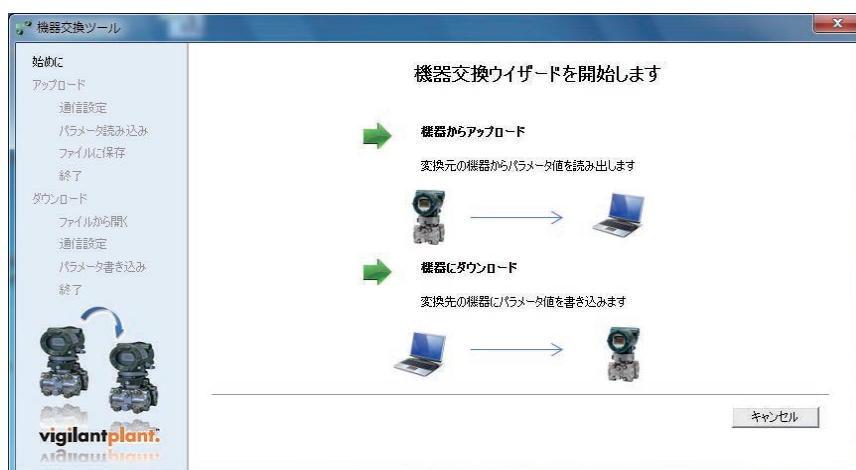 機器交換ツール
始めに
アップロード
通信設定
パラメータ読み込み
ファイルに保存
終了
ダウンロード
ファイルから開く
通信設定
パラメータ書き込み
終了
vigilantplant.
機器交換ウイザードを開始します
機器からアップロード
変換元の機器からパラメータ値を読み出します
機器にダウンロード
変換先の機器にパラメータ値を書き込みます
キャンセル